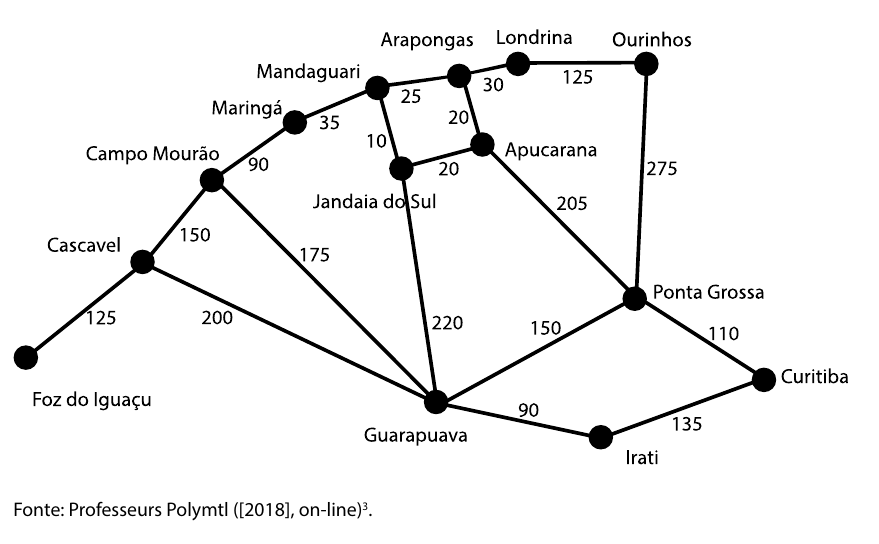 Arapongas
Londrina
Ourinhos
Mandaguari
125
30
25
Maringá
35
20
10
Apucarana
Campo Mourão
90
20
275
Jandaia do Sul
205
Cascavel
150
175
Ponta Grossa
125
200
220
150
110
Curitiba
Foz do Iguaçu
90
135
Guarapuava
Irati
Fonte: Professeurs Polymtl ([2018], on-line)³.